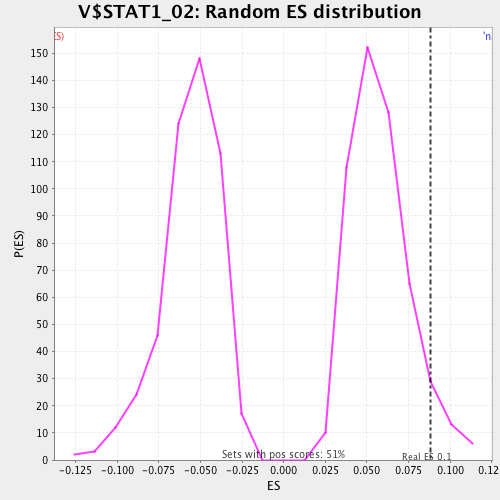 V$STAT1_02: Random ES distribution
S)
'n
P(ES)
150
140
130
120
110
100
90
80
70
60
50
40
30
20
10
0
Sets with pos scores: 51%
Real ES 0.1
-0.125 -0.100 -0.075 -0.050 -0.025 0.000 0.025 0.050 0.075 0.100 0.12
ES